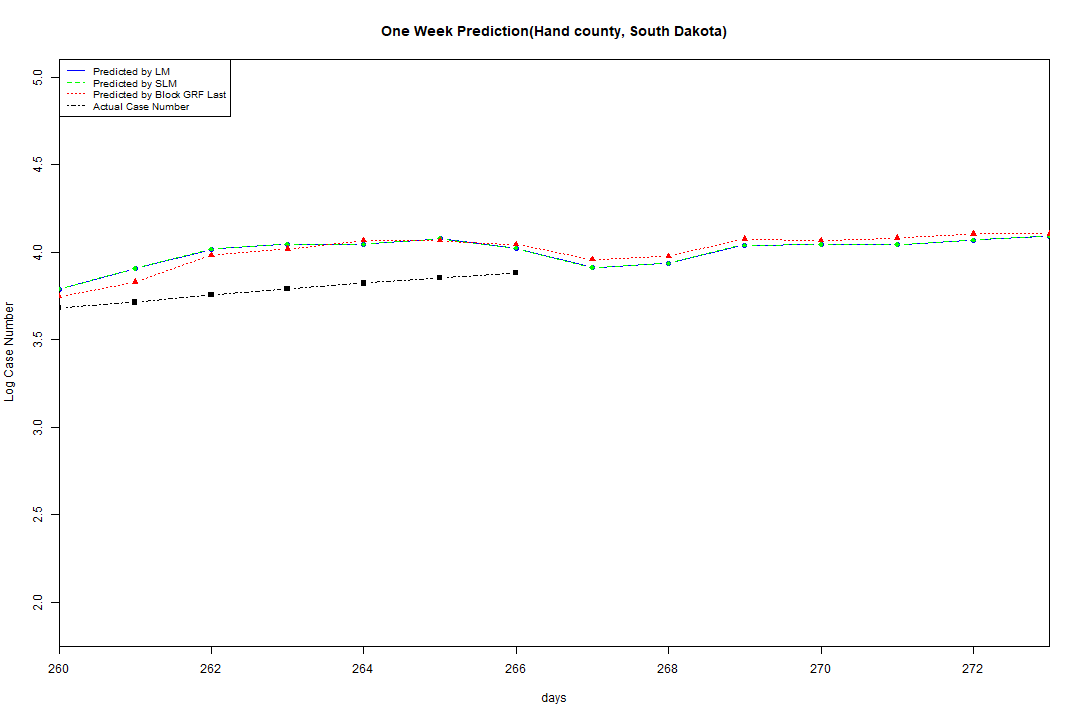 One Week Prediction(Hand county, South Dakota)
Predicted by LM
Predicted by SLM
Predicted by Block GRF Last
Actual Case Number
5.0
4.5
4.0
3.5
3.0
2.5
2.0
Log Case Number
260 262 264 266 268 270 272
days